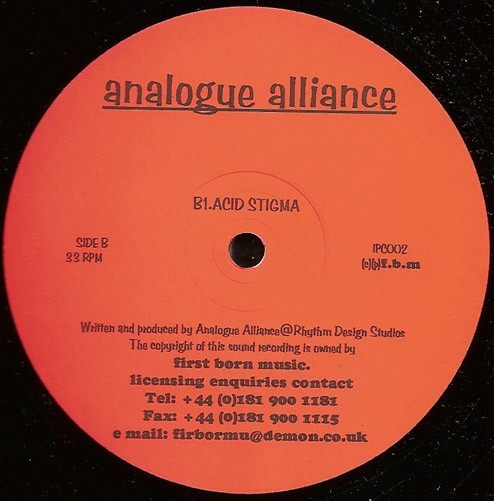 analogue alliance
B1.ACID STIGMA
SIDE B
33 RPM
IPC002
(c)(p)f.b.m
Written and produced by Analogue Alliance@Rhythm Design Studios
The copyright of this sound recording is owned by
first born music.
licensing enquiries contact
Tel: +44 (0)181 900 1181
Fax: +44 (0)181 900 1115
e mail: firbormu@demon.co.uk